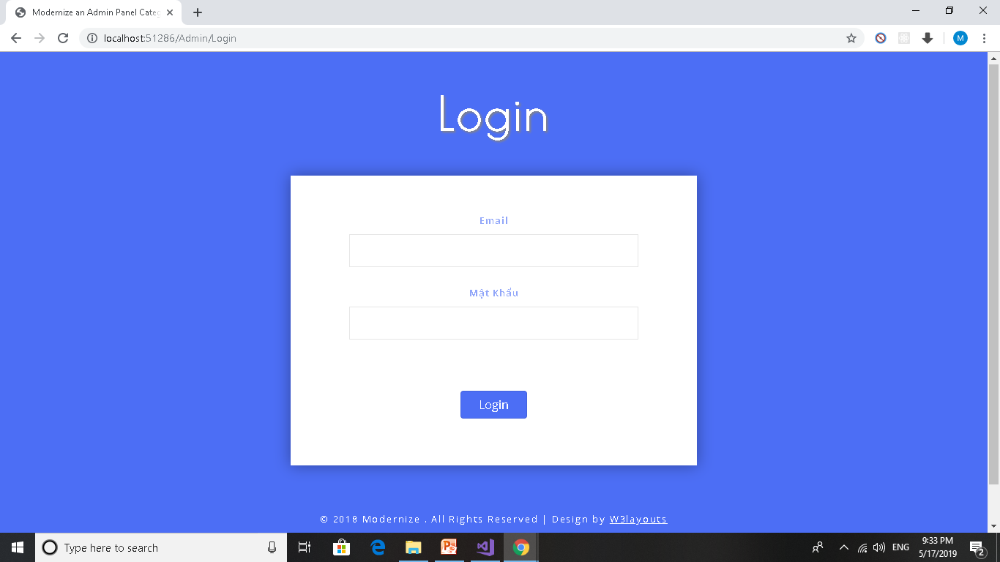 Modernize an Admin Panel Categ
localhost:51286/Admin/Login
M
Login
Email
Mật Khẩu
Login
© 2018 Modernize . All Rights Reserved | Design by W3layouts
Type here to search
ENG
9:33 PM
5/17/2019
2